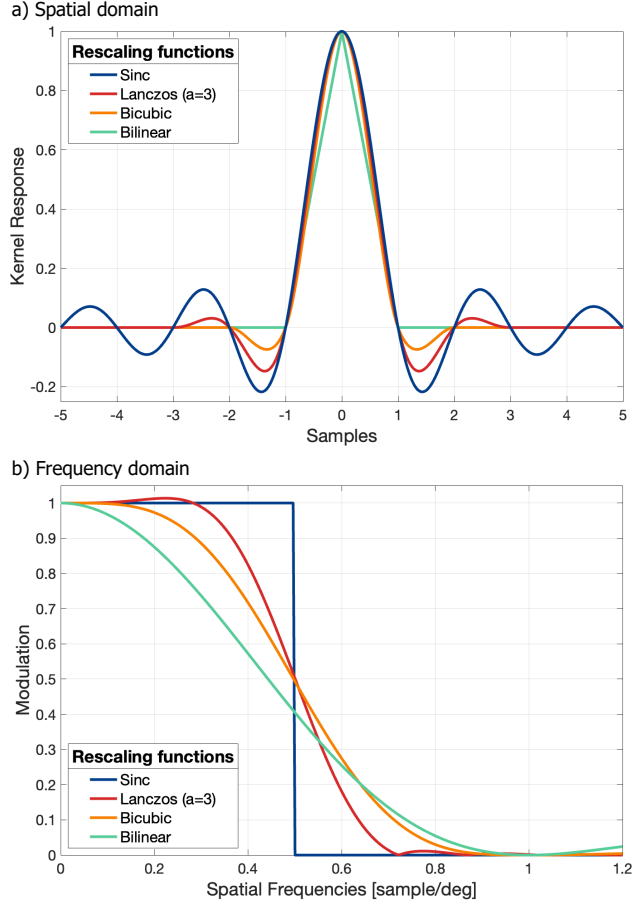 a) Spatial domain
Rescaling functions
Sinc
Lanczos (a=3)
Bicubic
Bilinear
Kernel Response
1
0.8
0.6
0.4
0.2
0
-0.2
-5 -4 -3 -2 -1 0 1 2 3 4 5
Samples
b) Frequency domain
Modulation
1
0.9
0.8
0.7
0.6
0.5
0.4
0.3
0.2
0.1
0
Rescaling functions
Sinc
Lanczos (a=3)
Bicubic
Bilinear
0 0.2 0.4 0.6 0.8 1 1.2
Spatial Frequencies [sample/deg]